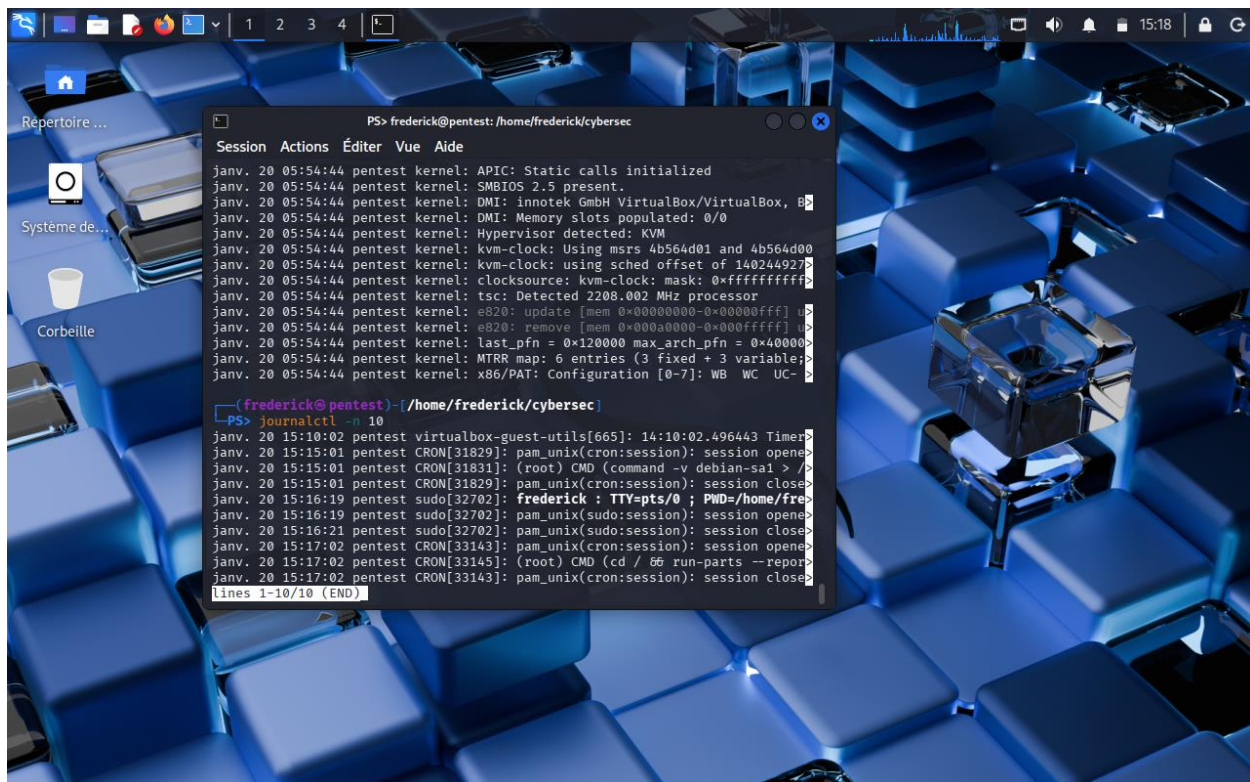 1 2 3 4 15:18
Répertoire ...
Système de...
Corbeille
PS> frederick@pentest: /home/frederick/cybersec
Session Actions Éditer Vue Aide
janv. 20 05:54:44 pentest kernel: APIC: Static calls initialized
janv. 20 05:54:44 pentest kernel: SMBIOS 2.5 present.
janv. 20 05:54:44 pentest kernel: DMI: innotek GmbH VirtualBox/VirtualBox, B>
janv. 20 05:54:44 pentest kernel: DMI: Memory slots populated: 0/0
janv. 20 05:54:44 pentest kernel: Hypervisor detected: KVM
janv. 20 05:54:44 pentest kernel: kvm-clock: Using msrs 4b564d01 and 4b564d00
janv. 20 05:54:44 pentest kernel: kvm-clock: using sched offset of 140244927>
janv. 20 05:54:44 pentest kernel: clocksource: kvm-clock: mask: 0×ffffffffff>
janv. 20 05:54:44 pentest kernel: tsc: Detected 2208.002 MHz processor
janv. 20 05:54:44 pentest kernel: e820: update [mem 0×00000000-0×00000fff] u>
janv. 20 05:54:44 pentest kernel: e820: remove [mem 0×000a0000-0×000fffff] u>
janv. 20 05:54:44 pentest kernel: last_pfn = 0×120000 max_arch_pfn = 0×40000>
janv. 20 05:54:44 pentest kernel: MTRR map: 6 entries (3 fixed + 3 variable;>
janv. 20 05:54:44 pentest kernel: x86/PAT: Configuration [0-7]: WB WC UC- >
┌──(frederick㉿pentest)-[/home/frederick/cybersec]
└─PS> journalctl -n 10
janv. 20 15:10:02 pentest virtualbox-guest-utils[665]: 14:10:02.496443 Timer>
janv. 20 15:15:01 pentest CRON[31829]: pam_unix(cron:session): session opene>
janv. 20 15:15:01 pentest CRON[31831]: (root) CMD (command -v debian-sa1 > />
janv. 20 15:15:01 pentest CRON[31829]: pam_unix(cron:session): session close>
janv. 20 15:16:19 pentest sudo[32702]: frederick : TTY=pts/0 ; PWD=/home/fre>
janv. 20 15:16:19 pentest sudo[32702]: pam_unix(sudo:session): session opene>
janv. 20 15:16:21 pentest sudo[32702]: pam_unix(sudo:session): session close>
janv. 20 15:17:02 pentest CRON[33143]: pam_unix(cron:session): session opene>
janv. 20 15:17:02 pentest CRON[33145]: (root) CMD (cd / && run-parts --repor>
janv. 20 15:17:02 pentest CRON[33143]: pam_unix(cron:session): session close>
lines 1-10/10 (END)